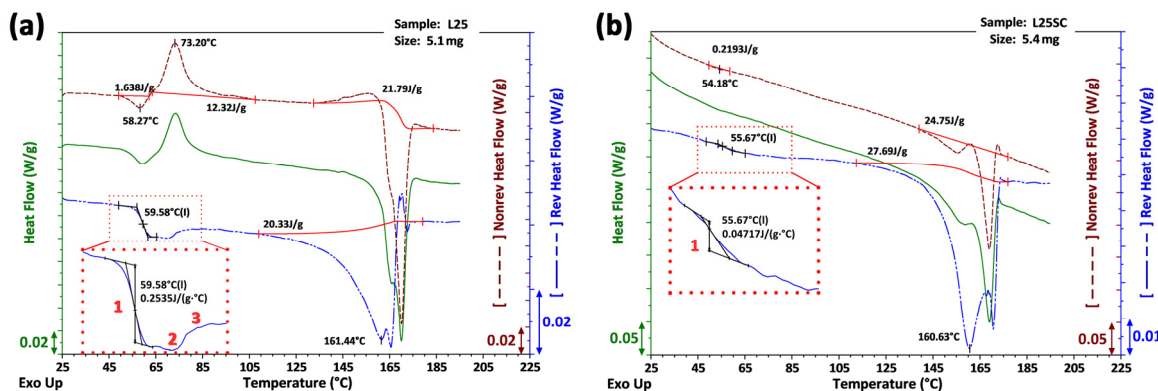 (a)
Sample: L25
Size: 5.1 mg
73.20°C
1.638J/g
58.27°C
12.32J/g
21.79J/g
59.58°C(I)
20.33J/g
59.58°C(I)
0.2535J/(g·°C)
1
2
3
161.44°C
Heat Flow (W/g)
[ — — ] Nonrev Heat Flow (W/g)
[ —— ] Rev Heat Flow (W/g)
0.02
0.02
0.02
25 45 65 85 105 125 145 165 185 205 225
Exo Up
Temperature (°C)
(b)
Sample: L25SC
Size: 5.4 mg
0.2193J/g
54.18°C
55.67°C(I)
24.75J/g
27.69J/g
55.67°C(I)
0.04717J/(g·°C)
1
160.63°C
Heat Flow (W/g)
[ — — ] Nonrev Heat Flow (W/g)
[ —— ] Rev Heat Flow (W/g)
0.05
0.05
0.01
25 45 65 85 105 125 145 165 185 205 225
Exo Up
Temperature (°C)